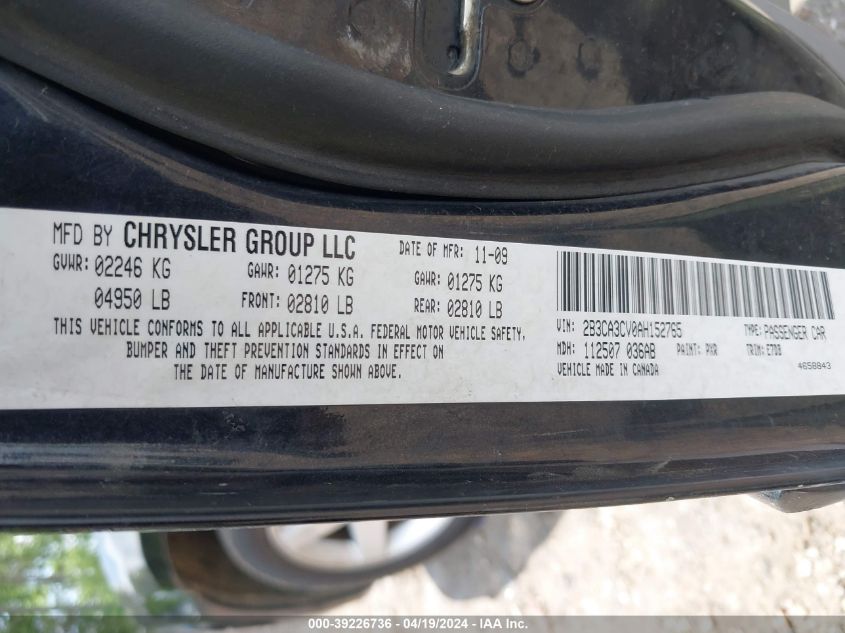 MFD BY CHRYSLER GROUP LLC DATE OF MFR: 11-09
GVWR: 02246 KG GAWR: 01275 KG GAWR: 01275 KG
04950 LB FRONT: 02810 LB REAR: 02810 LB
THIS VEHICLE CONFORMS TO ALL APPLICABLE U.S.A. FEDERAL MOTOR VEHICLE SAFETY,
BUMPER AND THEFT PREVENTION STANDARDS IN EFFECT ON
THE DATE OF MANUFACTURE SHOWN ABOVE.
VIN: 2B3CA3CV0AH152765 TYPE: PASSENGER CAR
MDH: 112507 036AB PAINT: PXR TRIM: E7DB
VEHICLE MADE IN CANADA 4658843
000-39226736 - 04/19/2024 - IAA Inc.